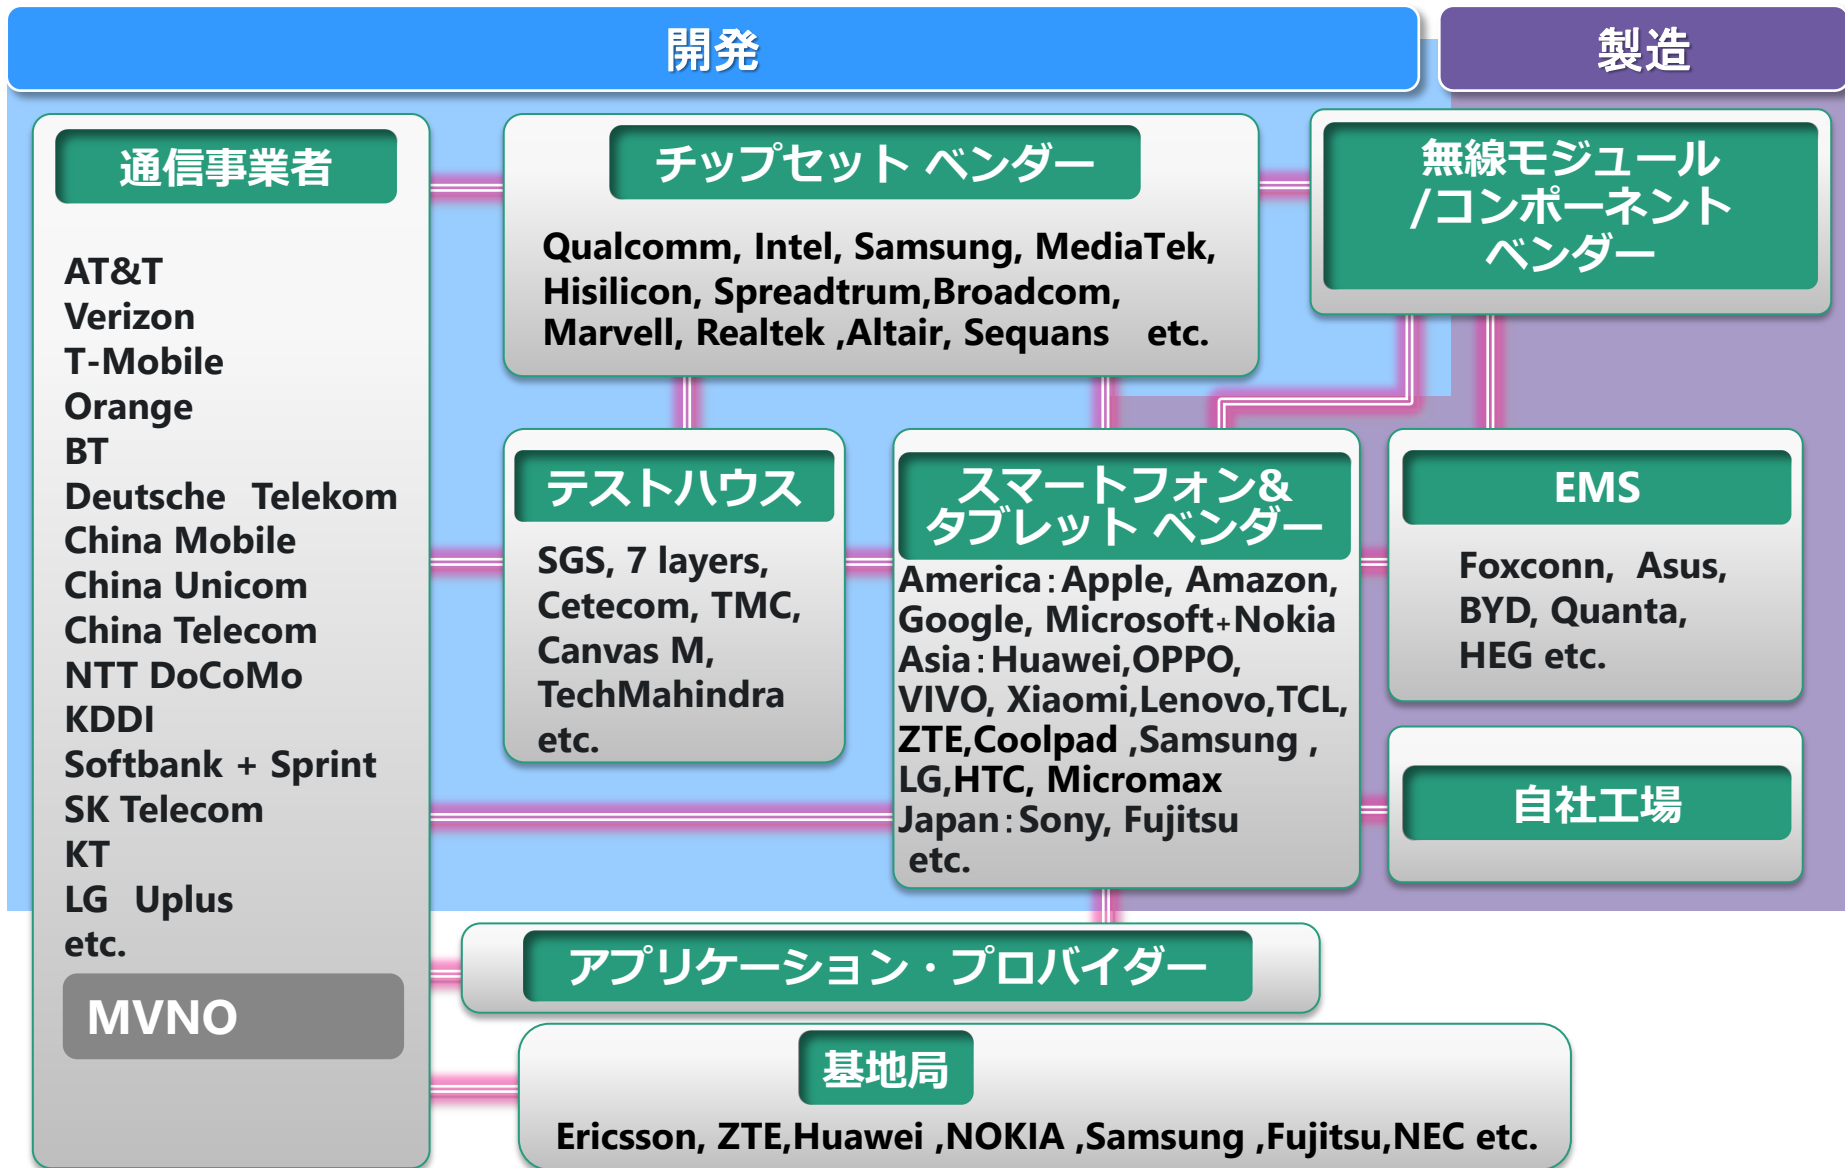 開発
製造
通信事業者
AT&T
Verizon
T-Mobile
Orange
BT
Deutsche Telekom
China Mobile
China Unicom
China Telecom
NTT DoCoMo
KDDI
Softbank + Sprint
SK Telecom
KT
LG Uplus
etc.
MVNO
チップセット ベンダー
Qualcomm, Intel, Samsung, MediaTek,
Hisilicon, Spreadtrum,Broadcom,
Marvell, Realtek ,Altair, Sequans etc.
無線モジュール
/コンポーネント
ベンダー
テストハウス
SGS, 7 layers,
Cetecom, TMC,
Canvas M,
TechMahindra
etc.
スマートフォン&
タブレット ベンダー
America：Apple, Amazon,
Google, Microsoft+Nokia
Asia：Huawei,OPPO,
VIVO, Xiaomi,Lenovo,TCL,
ZTE,Coolpad ,Samsung ,
LG,HTC, Micromax
Japan：Sony, Fujitsu
etc.
EMS
Foxconn, Asus,
BYD, Quanta,
HEG etc.
自社工場
アプリケーション・プロバイダー
基地局
Ericsson, ZTE,Huawei ,NOKIA ,Samsung ,Fujitsu,NEC etc.